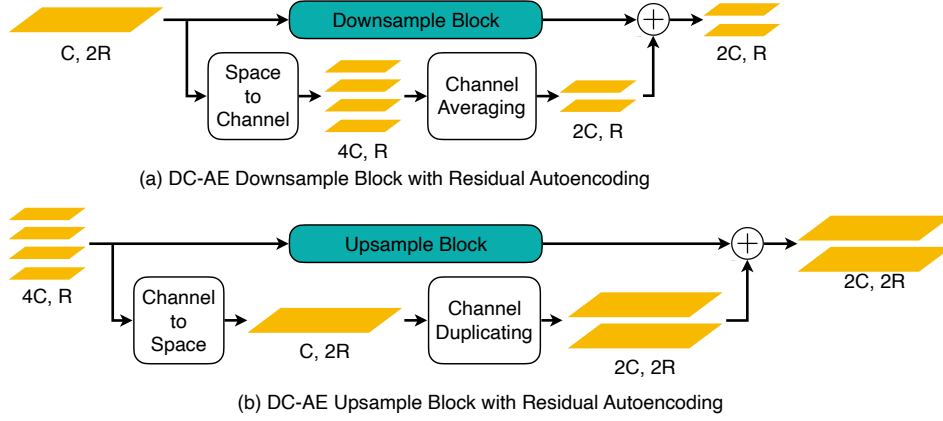 Downsample Block
+
C, 2R
2C, R
Space
to
Channel
Channel
Averaging
4C, R
2C, R
(a) DC-AE Downsample Block with Residual Autoencoding
Upsample Block
+
4C, R
2C, 2R
Channel
to
Space
Channel
Duplicating
C, 2R
2C, 2R
(b) DC-AE Upsample Block with Residual Autoencoding